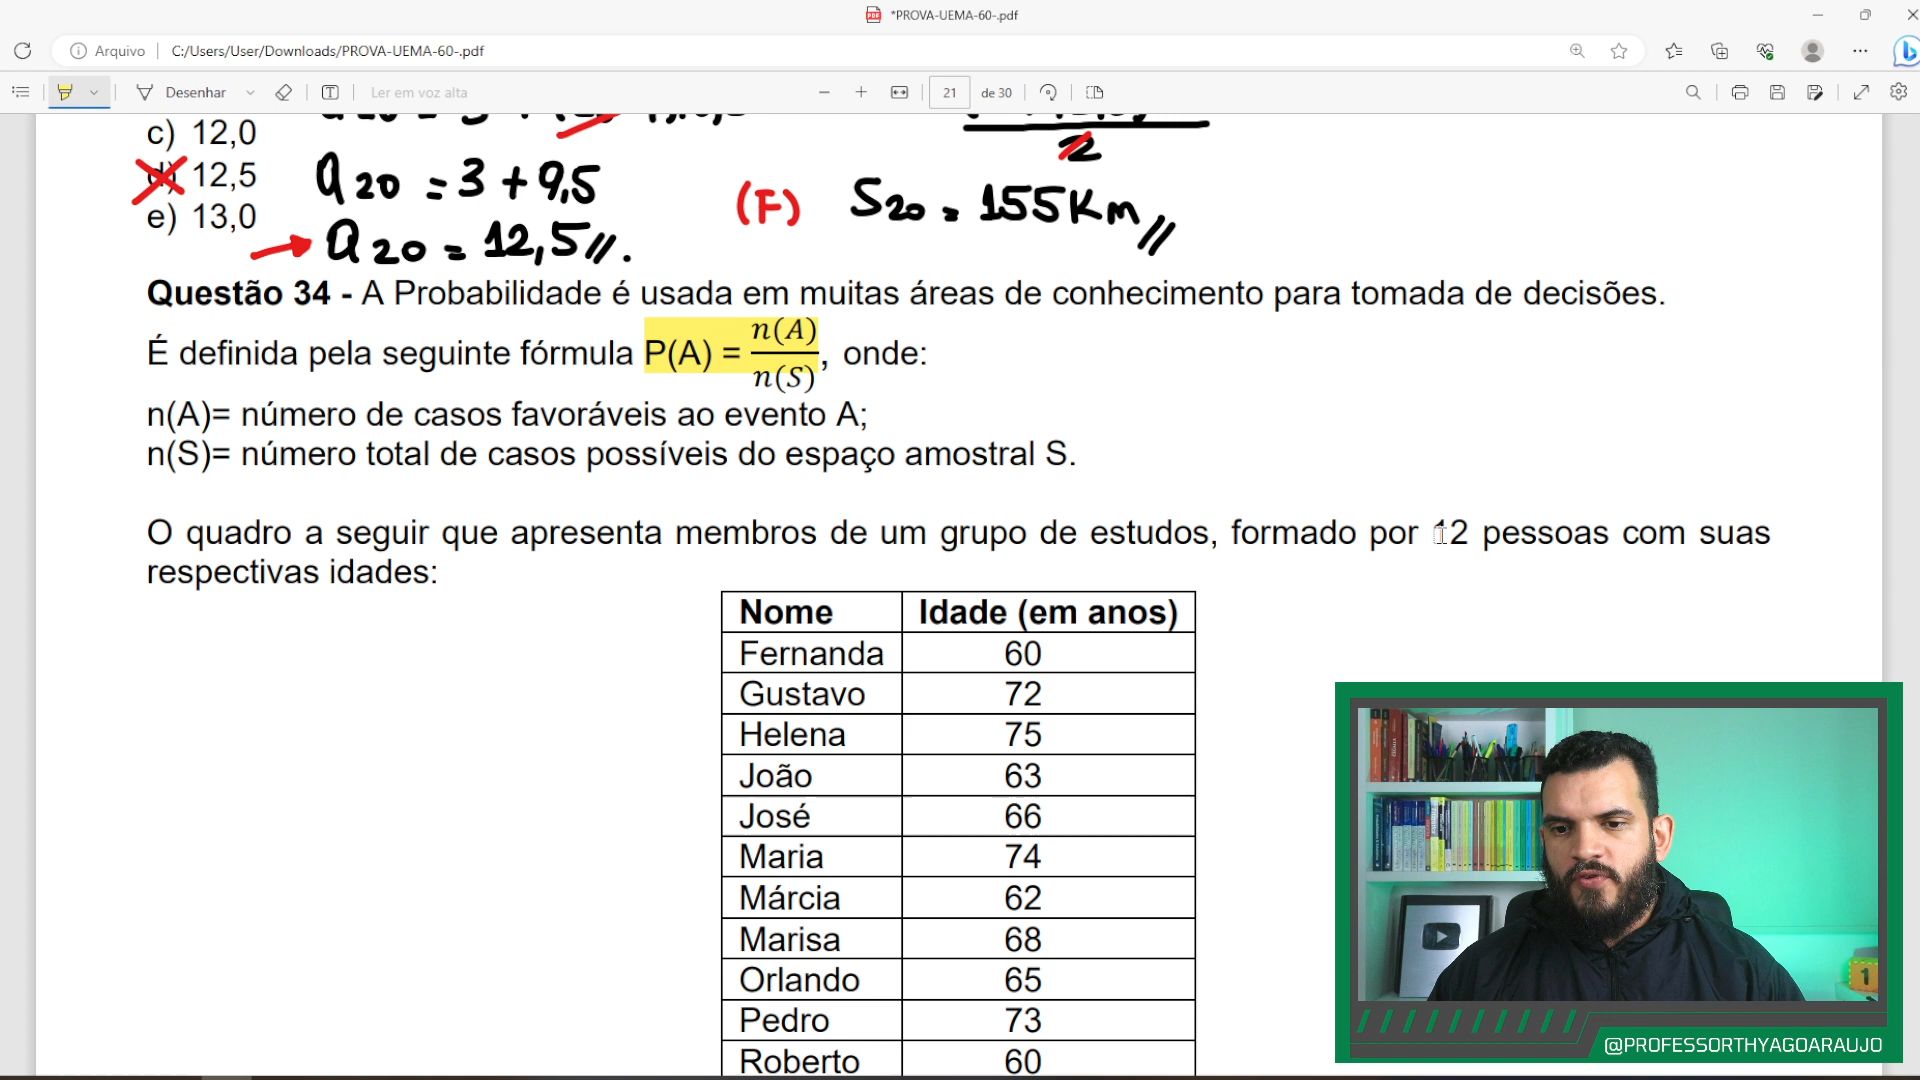 *PROVA-UEMA-60-.pdf
Arquivo C:/Users/User/Downloads/PROVA-UEMA-60-.pdf
Desenhar Ler em voz alta 21 de 30
c) 12,0
d) 12,5
e) 13,0
a20 = 3 + 9,5
a20 = 12,5//.
2
(F) S20 = 155Km//
Questão 34 - A Probabilidade é usada em muitas áreas de conhecimento para tomada de decisões.
É definida pela seguinte fórmula P(A) = n(A)/n(S), onde:
n(A)= número de casos favoráveis ao evento A;
n(S)= número total de casos possíveis do espaço amostral S.
O quadro a seguir que apresenta membros de um grupo de estudos, formado por 12 pessoas com suas
respectivas idades:
Nome Idade (em anos)
Fernanda 60
Gustavo 72
Helena 75
João 63
José 66
Maria 74
Márcia 62
Marisa 68
Orlando 65
Pedro 73
Roberto 60
1
@PROFESSORTHYAGOARAUJO